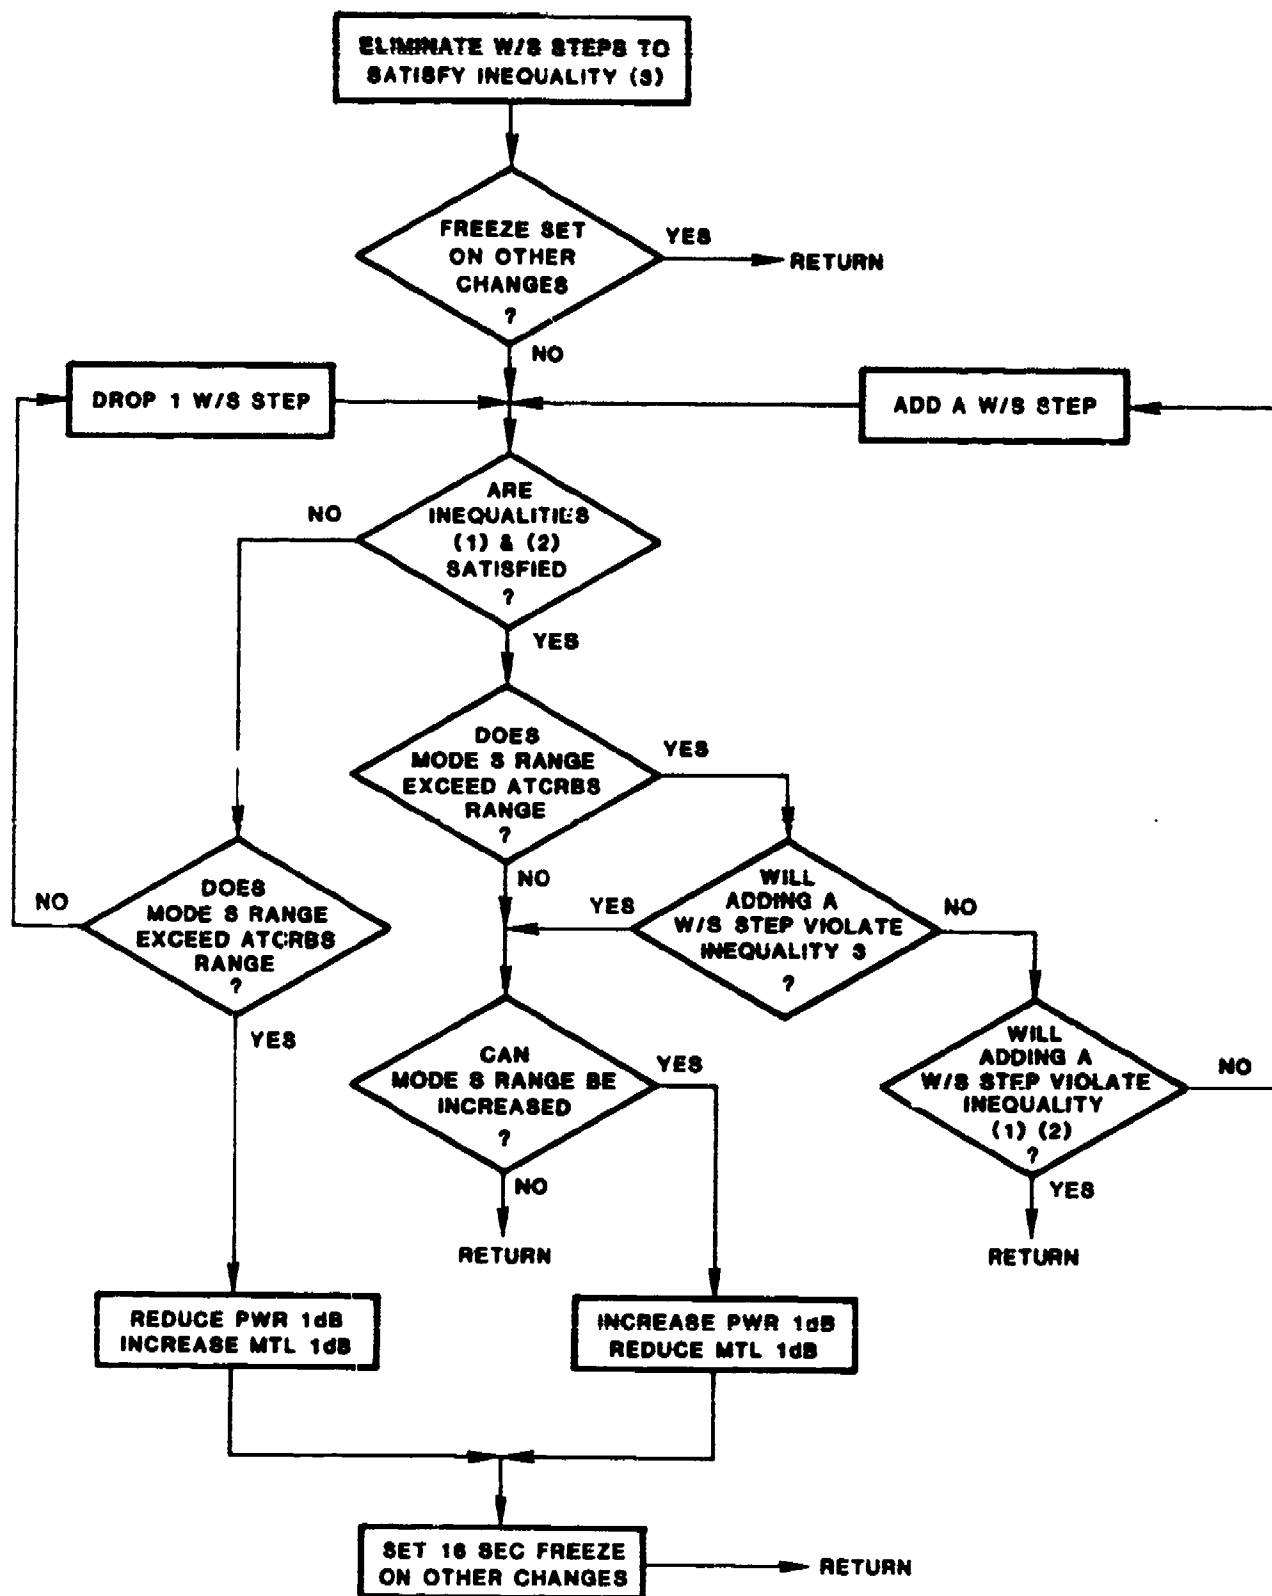 ELIMINATE W/S STEPS TO
SATISFY INEQUALITY (3)
FREEZE SET
ON OTHER
CHANGES
?
YES
RETURN
NO
DROP 1 W/S STEP
ADD A W/S STEP
ARE
INEQUALITIES
(1) & (2)
SATISFIED
?
NO
YES
DOES
MODE S RANGE
EXCEED ATCRBS
RANGE
?
YES
NO
DOES
MODE S RANGE
EXCEED ATCRBS
RANGE
?
NO
YES
WILL
ADDING A
W/S STEP VIOLATE
INEQUALITY 3
?
YES
NO
CAN
MODE S RANGE BE
INCREASED
?
YES
NO
RETURN
WILL
ADDING A
W/S STEP VIOLATE
INEQUALITY
(1) (2)
?
NO
YES
RETURN
REDUCE PWR 1dB
INCREASE MTL 1dB
INCREASE PWR 1dB
REDUCE MTL 1dB
SET 16 SEC FREEZE
ON OTHER CHANGES
RETURN